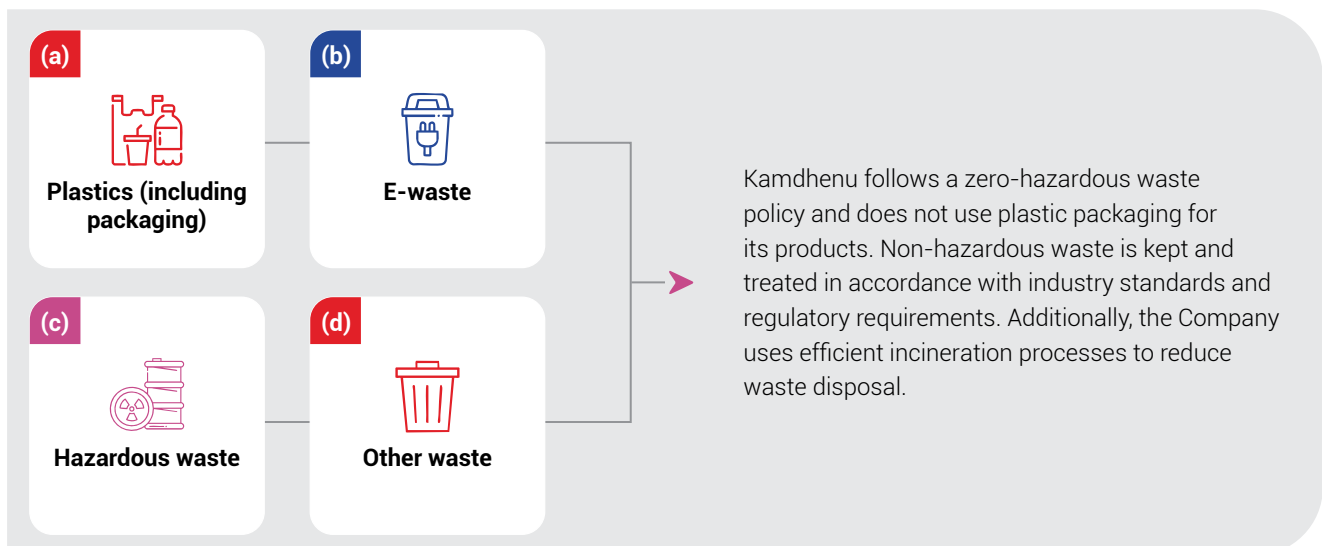 (a)
Plastics (including
packaging)
(b)
E-waste
(c)
Hazardous waste
(d)
Other waste
Kamdhenu follows a zero-hazardous waste
policy and does not use plastic packaging for
its products. Non-hazardous waste is kept and
treated in accordance with industry standards and
regulatory requirements. Additionally, the Company
uses efficient incineration processes to reduce
waste disposal.